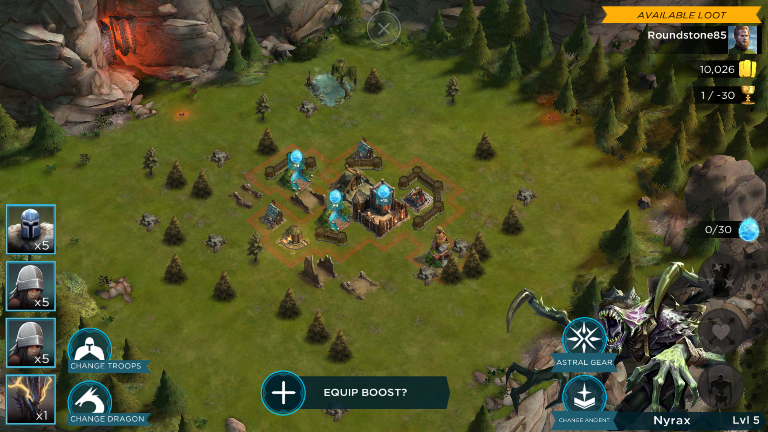 AVAILABLE LOOT
Roundstone85
10,026
1 / -30
0/30
x5
x5
x5
x1
CHANGE TROOPS
CHANGE DRAGON
EQUIP BOOST?
ASTRAL GEAR
CHANGE ANCIENT
Nyrax Lvl 5